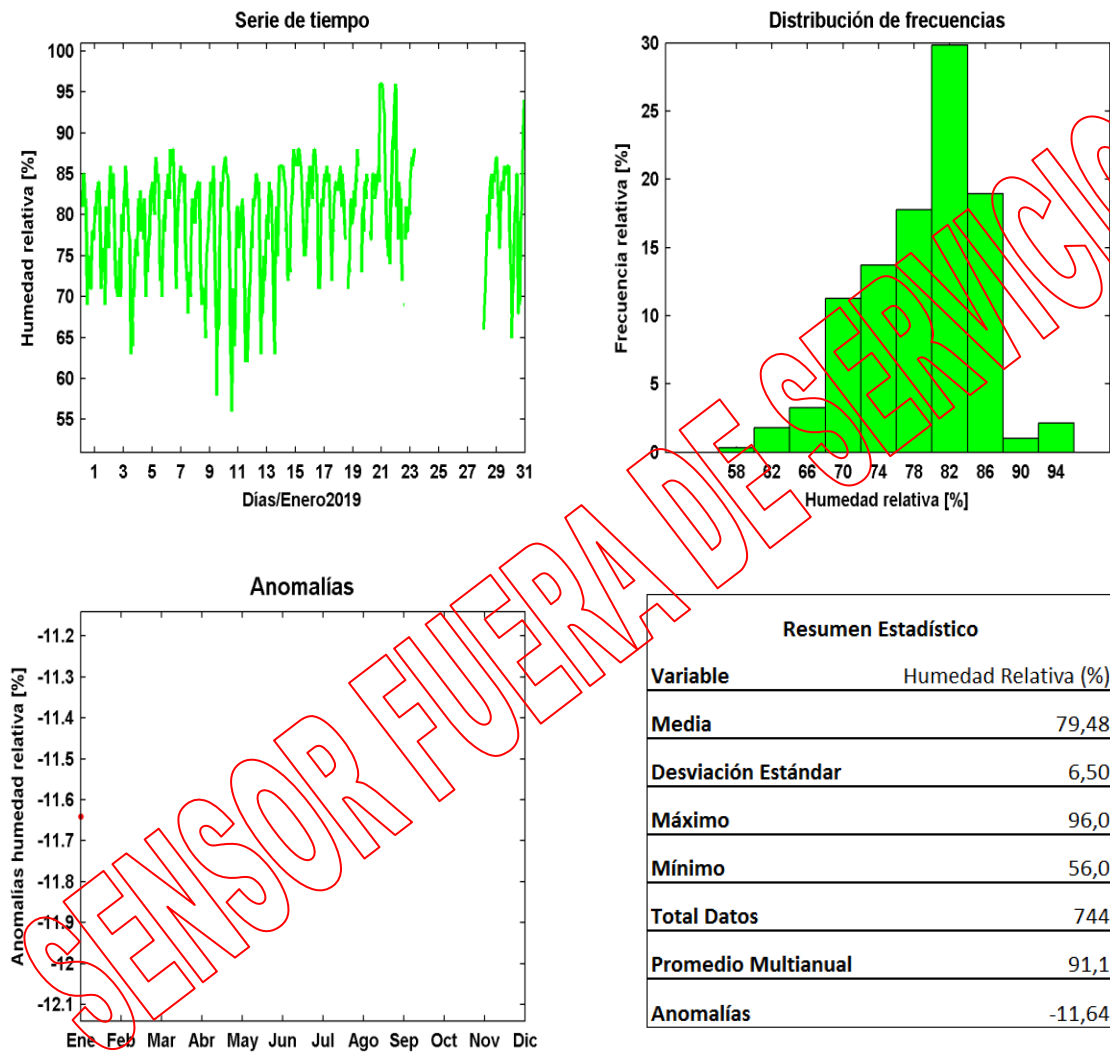 Serie de tiempo
Humedad relativa [%]
100
95
90
85
80
75
70
65
60
55
1 3 5 7 9 11 13 15 17 19 21 23 25 27 29 31
Días/Enero2019
Distribución de frecuencias
Frecuencia relativa [%]
30
25
20
15
10
5
0
58 62 66 70 74 78 82 86 90 94
Humedad relativa [%]
Anomalías
Anomalías humedad relativa [%]
-11.2
-11.3
-11.4
-11.5
-11.6
-11.7
-11.8
-11.9
-12
-12.1
Ene Feb Mar Abr May Jun Jul Ago Sep Oct Nov Dic
Resumen Estadístico
Variable Humedad Relativa (%)
Media 79,48
Desviación Estándar 6,50
Máximo 96,0
Mínimo 56,0
Total Datos 744
Promedio Multianual 91,1
Anomalías -11,64
SENSOR FUERA DE SERVICIO